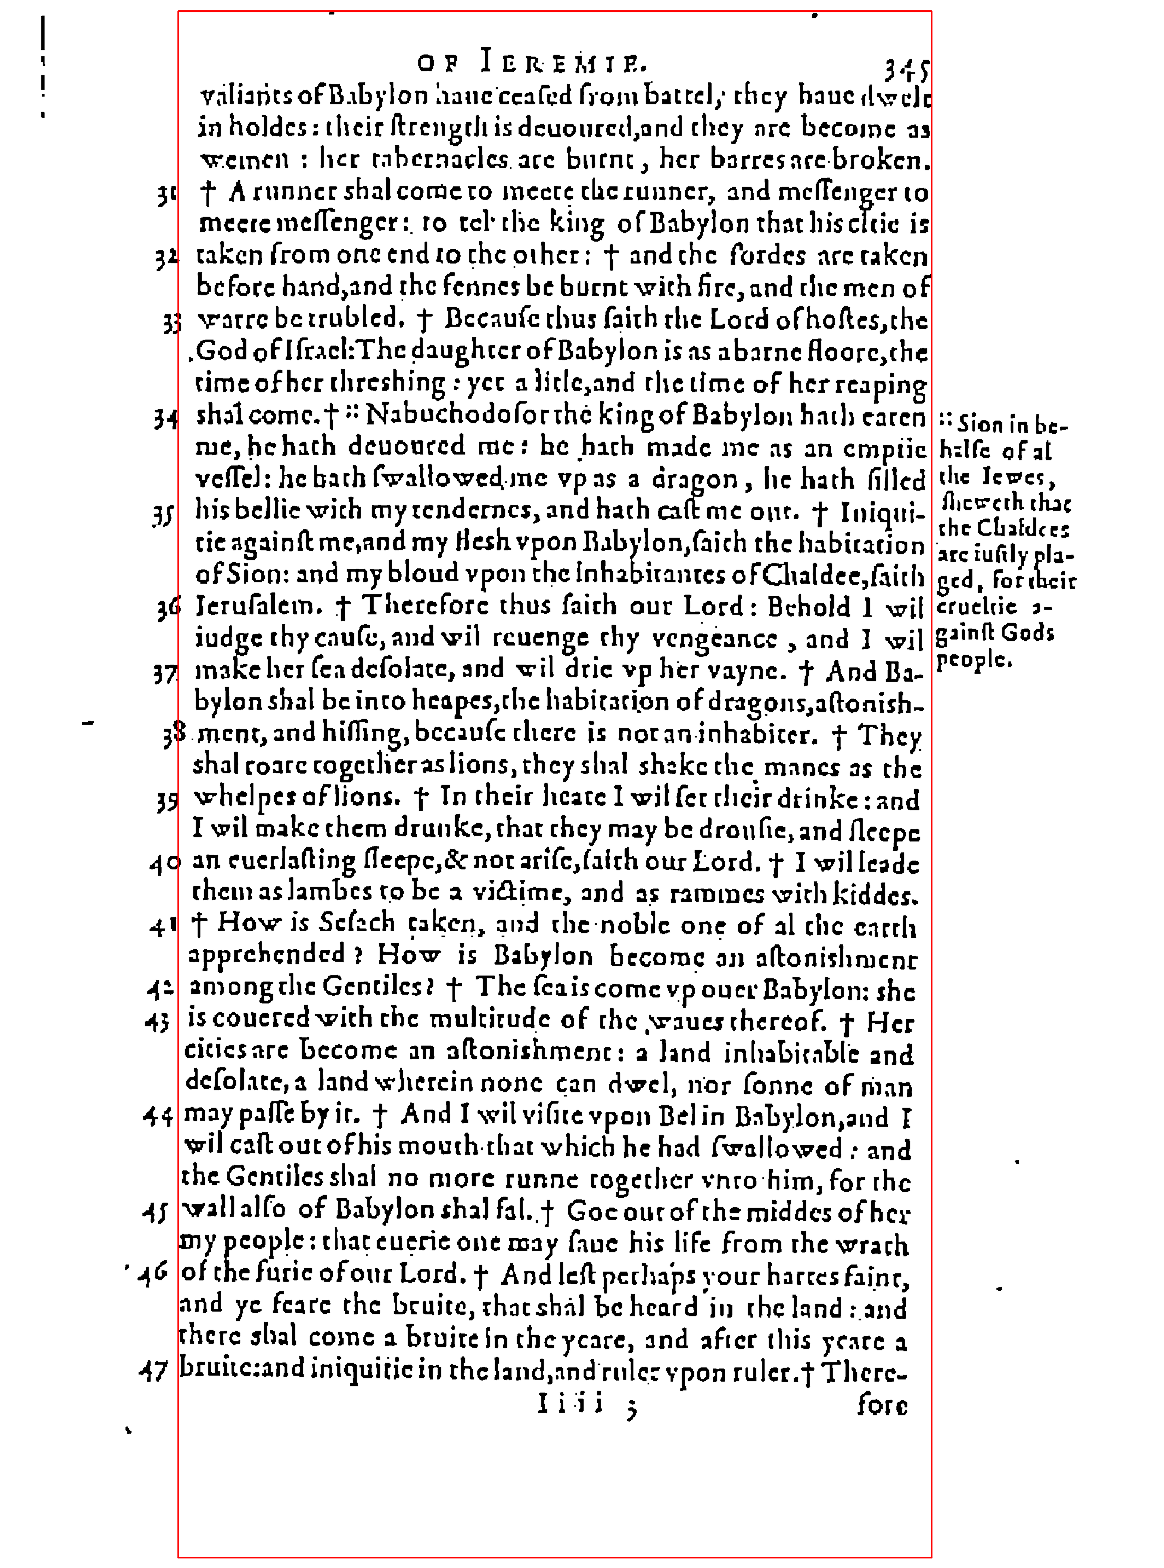 OF IEREMIE. 345
valiantes of Babylon haue ceaſed from battel, they haue dwelt
in holdes: their ſtrength is deuoured, and they are become as
wemen : her tabernacles are burnt, her barres are broken.
31 † A runner shal come to meete the runner, and meſſenger to
meete meſſenger: to tel the king of Babylon that his citie is
32 taken from one end to the other: † and the fordes are taken
before hand, and the fennes be burnt with fire, and the men of
33 warre be trubled. † Becauſe thus ſaith the Lord of hoſtes, the
God of Iſrael: The daughter of Babylon is as a barne floore, the
time of her threshing : yet a litle, and the time of her reaping
34 shal come. † :: Nabuchodoſor the king of Babylon hath eaten
me, he hath deuoured me: he hath made me as an emptie
veſſel: he hath ſwallowed me vp as a dragon, he hath filled
35 his bellie with my tendernes, and hath caſt me out. † Iniqui-
tie againſt me, and my flesh vpon Babylon, ſaith the habitation
of Sion: and my bloud vpon the Inhabitantes of Chaldee, ſaith
36 Ieruſalem. † Therefore thus ſaith our Lord: Behold I wil
iudge thy cauſe, and wil reuenge thy vengeance, and I wil
37 make her ſea deſolate, and wil drie vp her vayne. † And Ba-
bylon shal be into heapes, the habitation of dragons, aſtonish-
38 ment, and hiſſing, becauſe there is not an inhabiter. † They
shal roare together as lions, they shal shake the manes as the
39 whelpes of lions. † In their heate I wil ſet their drinke: and
I wil make them drunke, that they may be drouſie, and ſleepe
40 an euerlaſting ſleepe, & not ariſe, ſaith our Lord. † I wil leade
them as lambes to be a victime, and as rammes with kiddes.
41 † How is Seſach taken, and the noble one of al the earth
apprehended? How is Babylon become an aſtonishment
42 among the Gentiles? † The ſea is come vp ouer Babylon: she
43 is couered with the multitude of the waues thereof. † Her
cities are become an aſtonishment: a land inhabitable and
deſolate, a land wherein none can dwel, nor ſonne of man
44 may paſſe by it. † And I wil viſite vpon Bel in Babylon, and I
wil caſt out of his mouth that which he had ſwallowed: and
the Gentiles shal no more runne together vnto him, for the
45 wall alſo of Babylon shal fal. † Goe out of the middes of her
my people: that euerie one may ſaue his life from the wrath
46 of the furie of our Lord. † And leſt perhaps your hartes faint,
and ye feare the bruite, that shal be heard in the land: and
there shal come a bruite in the yeare, and after this yeare a
47 bruite: and iniquitie in the land, and ruler vpon ruler. † There-
Iiii 3 fore
:: Sion in be-
halfe of al
the Iewes,
sheweth that
the Chaldees
are iuſtly pla-
ged, for their
crueltie a-
gainſt Gods
people.